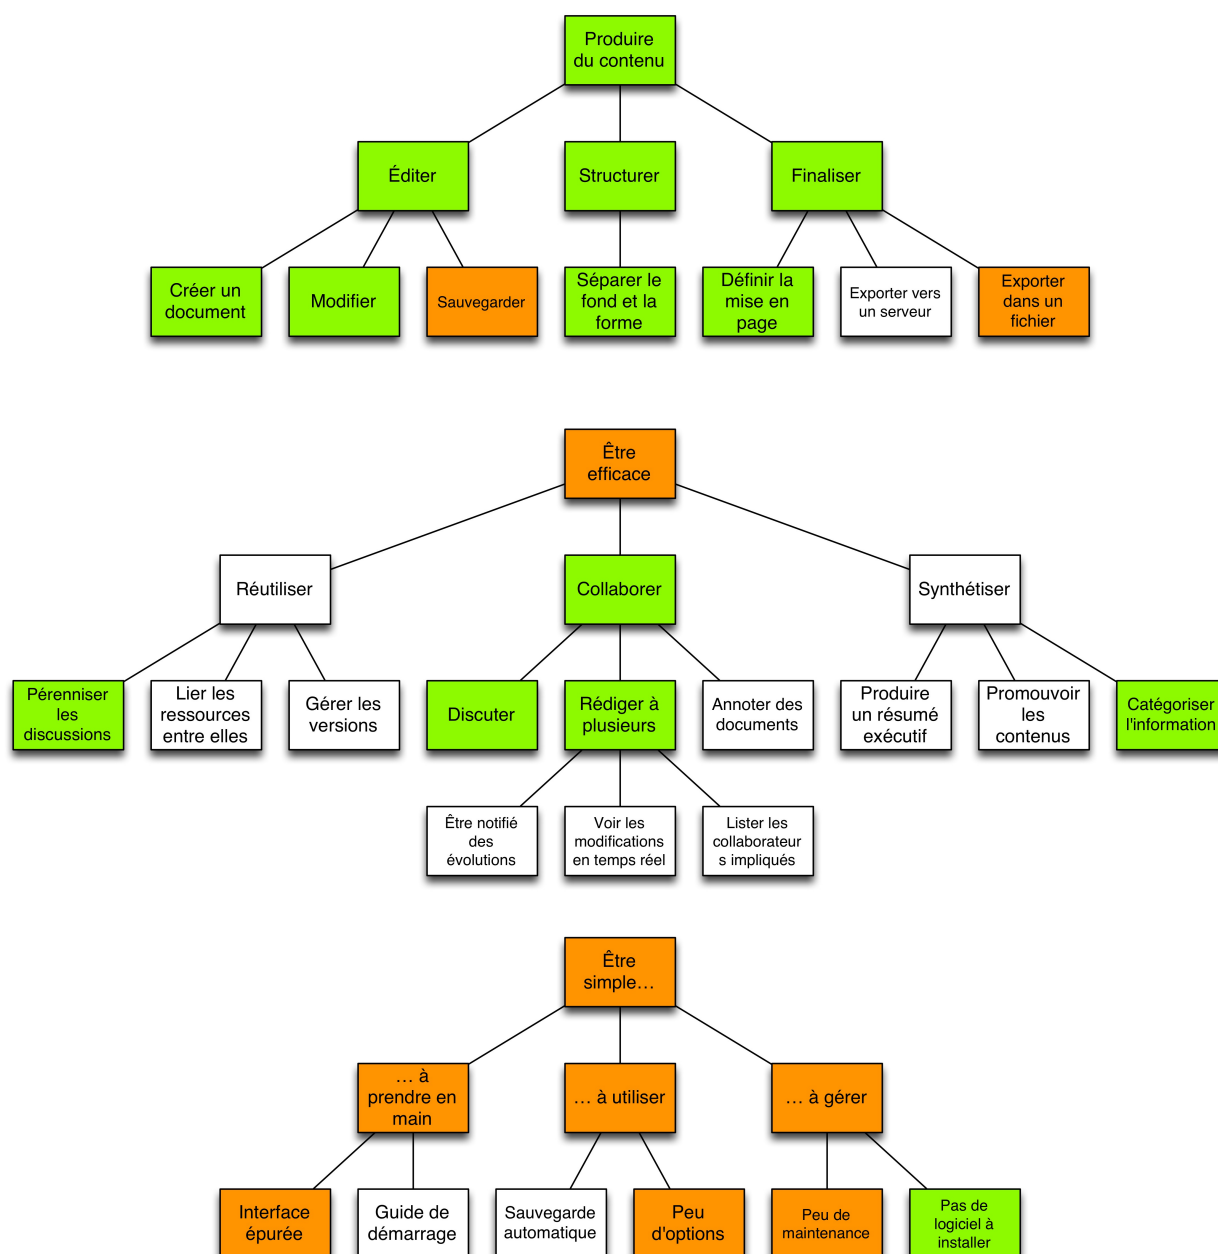 Produire
du contenu
Éditer
Structurer
Finaliser
Créer un
document
Modifier
Sauvegarder
Séparer le
fond et la
forme
Définir la
mise en
page
Exporter vers
un serveur
Exporter
dans un
fichier
Être
efficace
Réutiliser
Collaborer
Synthétiser
Pérenniser
les
discussions
Lier les
ressources
entre elles
Gérer les
versions
Discuter
Rédiger à
plusieurs
Annoter des
documents
Produire
un résumé
exécutif
Promouvoir
les
contenus
Catégoriser
l'information
Être notifié
des
évolutions
Voir les
modifications
en temps réel
Lister les
collaborateur
s impliqués
Être
simple…
… à
prendre en
main
… à utiliser
… à gérer
Interface
épurée
Guide de
démarrage
Sauvegarde
automatique
Peu
d'options
Peu de
maintenance
Pas de
logiciel à
installer